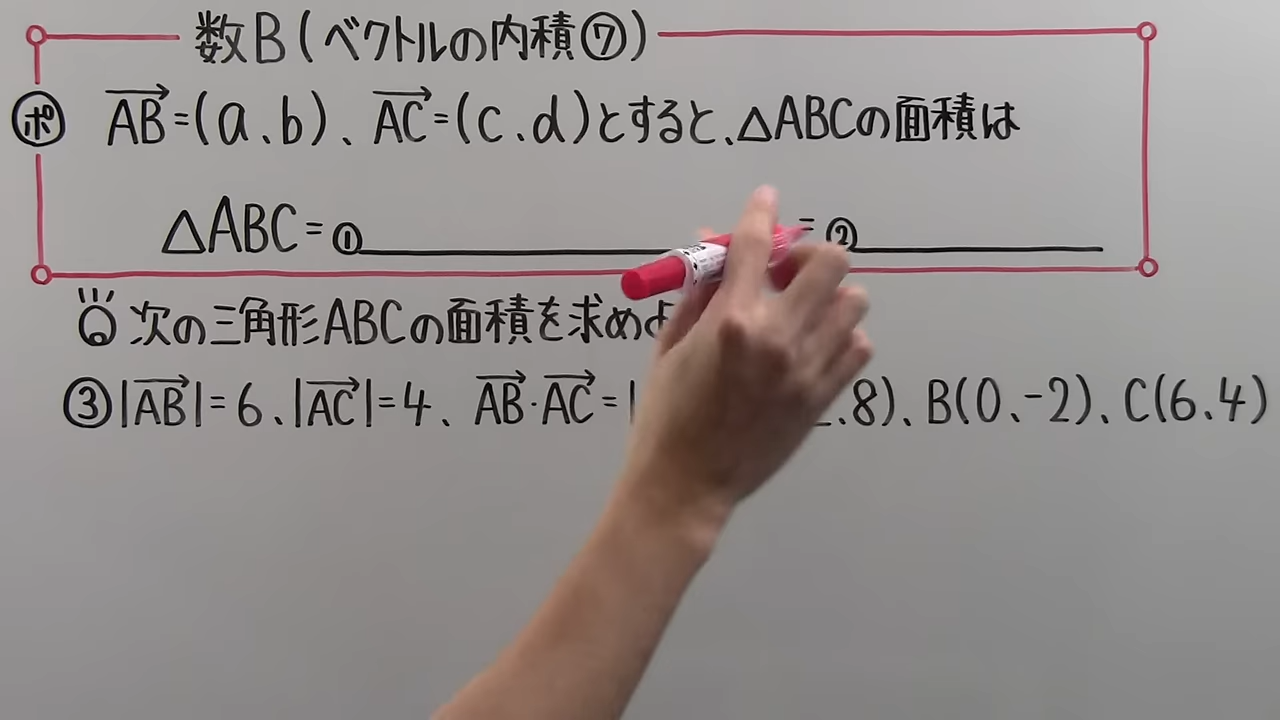 数B(ベクトルの内積⑦)
ポ AB=(a、b)、AC=(c、d)とすると、△ABCの面積は
△ABC=① =②
次の三角形ABCの面積を求め
③|AB|=6、|AC|=4、AB・AC= 、8)、B(0、-2)、C(6、4)